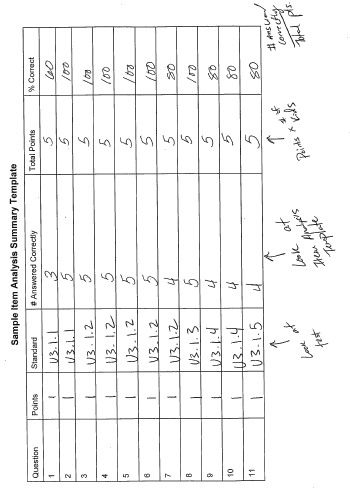 Sample Item Analysis Summary Template
Question Points Standard # Answered Correctly Total Points % Correct
1 1 U3.1.1 3 5 60
2 1 U3.1.1 5 5 100
3 1 U3.1.2 5 5 100
4 1 U3.1.2 5 5 100
5 1 U3.1.2 5 5 100
6 1 U3.1.2 5 5 100
7 1 U3.1.2 4 5 80
8 1 U3.1.3 5 5 100
9 1 U3.1.4 4 5 80
10 1 U3.1.4 4 5 80
11 1 U3.1.5 4 5 80
Look at
test
Look at
Item Analysis
Template
# of
Points x kids
# Answer
correctly/
total pts.